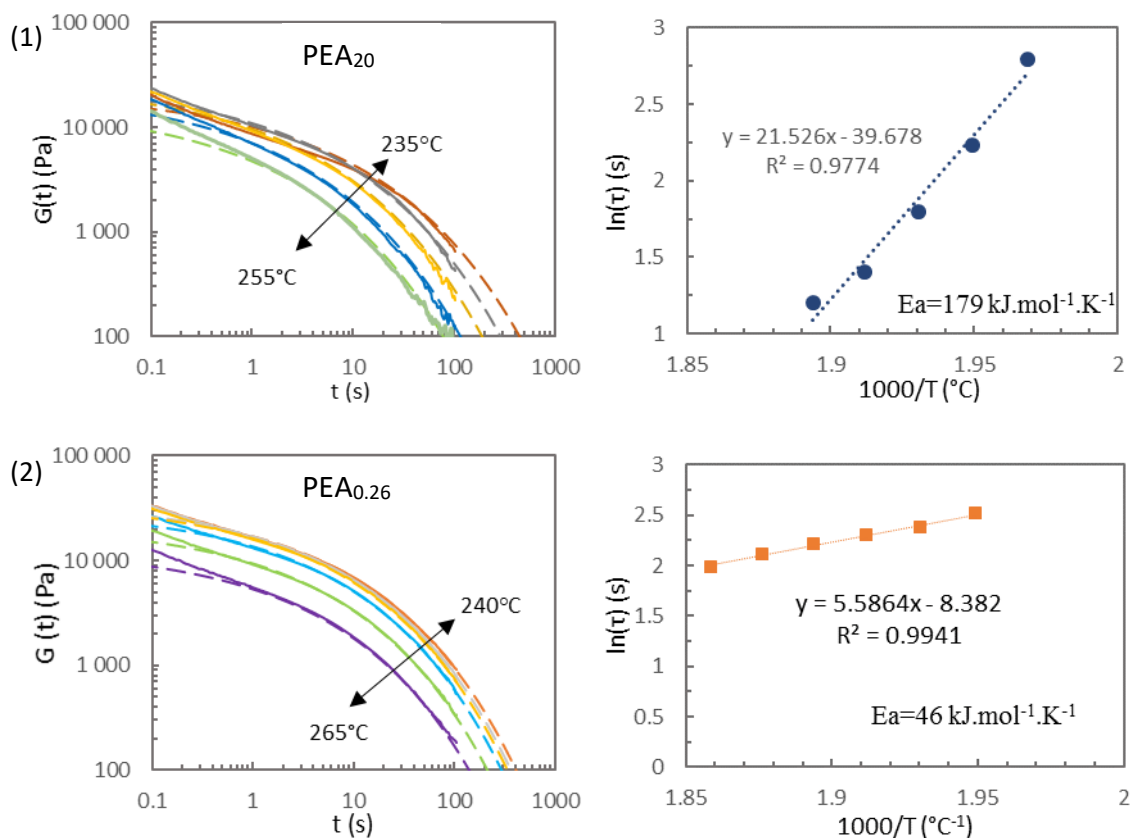 (1)
PEA20
G(t) (Pa)
100 000
10 000
1 000
100
235°C
255°C
0.1 1 10 100 1000
t (s)
ln(τ) (s)
3
2.5
2
1.5
1
y = 21.526x - 39.678
R² = 0.9774
Ea=179 kJ.mol⁻¹.K⁻¹
1.85 1.9 1.95 2
1000/T (°C)
(2)
PEA0.26
G (t) (Pa)
100 000
10 000
1 000
100
240°C
265°C
0.1 1 10 100 1000
t (s)
ln(τ) (s)
3
2.5
2
1.5
1
0.5
0
y = 5.5864x - 8.382
R² = 0.9941
Ea=46 kJ.mol⁻¹.K⁻¹
1.85 1.9 1.95 2
1000/T (°C⁻¹)